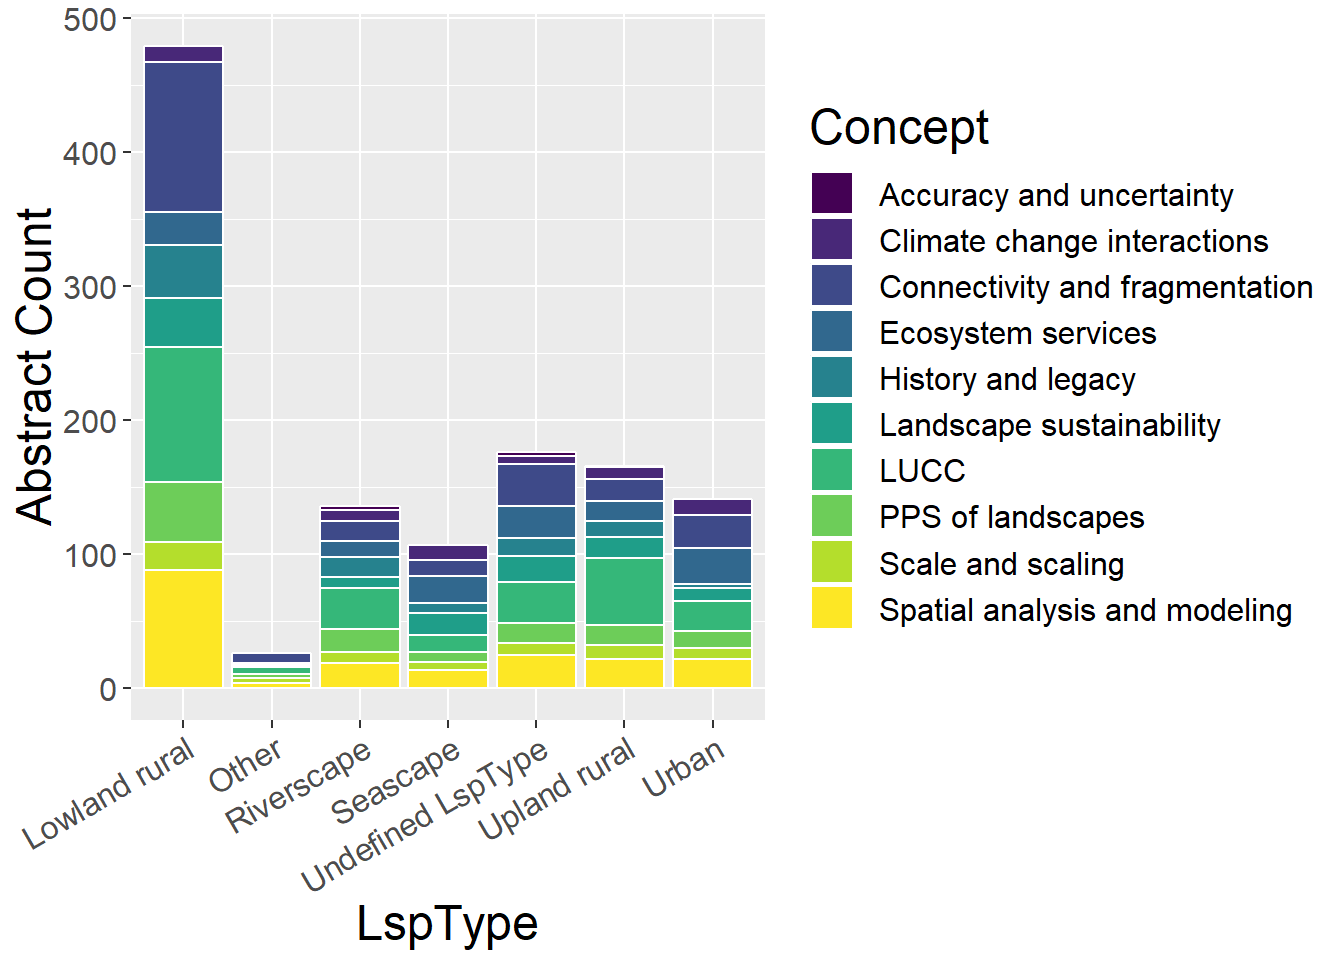 Abstract Count
500
400
300
200
100
0
Lowland rural
Other
Riverscape
Seascape
Undefined LspType
Upland rural
Urban
LspType
Concept
Accuracy and uncertainty
Climate change interactions
Connectivity and fragmentation
Ecosystem services
History and legacy
Landscape sustainability
LUCC
PPS of landscapes
Scale and scaling
Spatial analysis and modeling